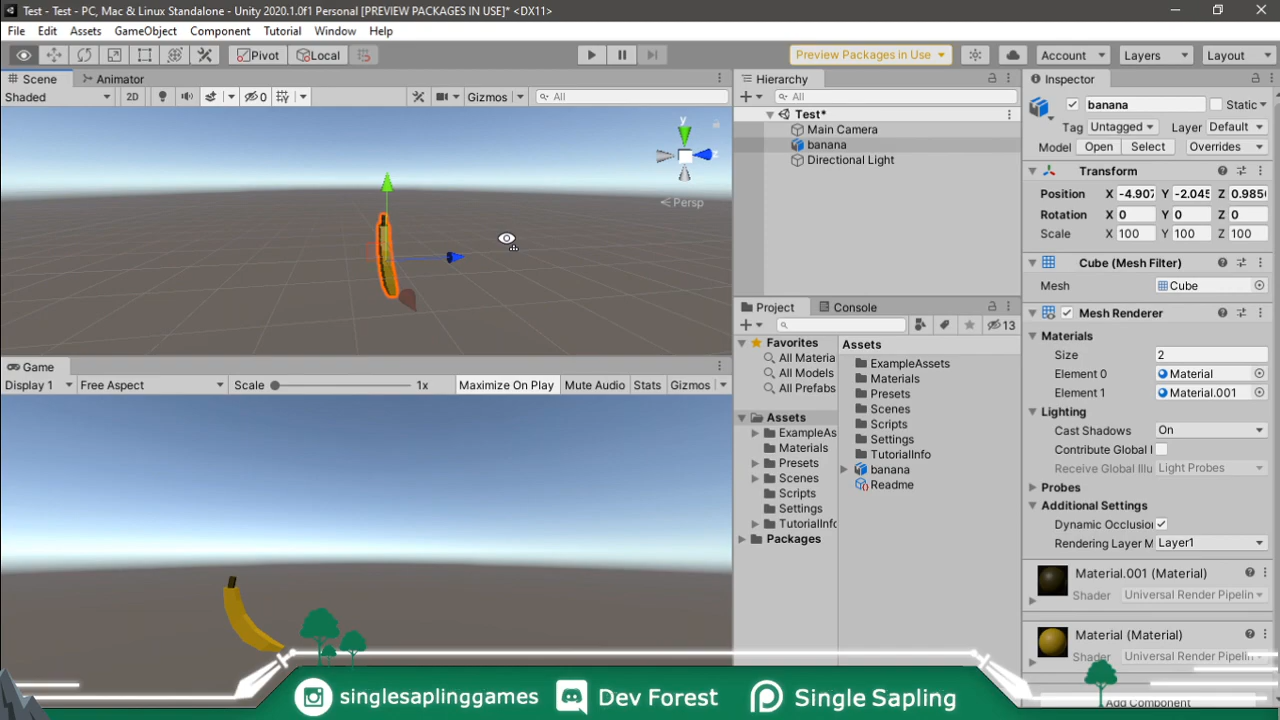 Test - Test - PC, Mac & Linux Standalone - Unity 2020.1.0f1 Personal [PREVIEW PACKAGES IN USE]* <DX11>
File Edit Assets GameObject Component Tutorial Window Help
Pivot Local Preview Packages in Use Account Layers Layout
Scene Animator
Shaded 2D 0 Gizmos All
y
z
Persp
Game
Display 1 Free Aspect Scale 1x Maximize On Play Mute Audio Stats Gizmos
Hierarchy
All
Test*
Main Camera
banana
Directional Light
Project Console
13
Favorites
All Materia
All Models
All Prefabs
Assets
ExampleAs
Materials
Presets
Scenes
Scripts
Settings
TutorialInfo
Packages
Assets
ExampleAssets
Materials
Presets
Scenes
Scripts
Settings
TutorialInfo
banana
Readme
Inspector
banana Static
Tag Untagged Layer Default
Model Open Select Overrides
Transform
Position X -4.907 Y -2.045 Z 0.985
Rotation X 0 Y 0 Z 0
Scale X 100 Y 100 Z 100
Cube (Mesh Filter)
Mesh Cube
Mesh Renderer
Materials
Size 2
Element 0 Material
Element 1 Material.001
Lighting
Cast Shadows On
Contribute Global I
Receive Global Illu Light Probes
Probes
Additional Settings
Dynamic Occlusion
Rendering Layer M Layer1
Material.001 (Material)
Shader Universal Render Pipelin
Material (Material)
Shader Universal Render Pipelin
Add Component
singlesaplinggames Dev Forest Single Sapling